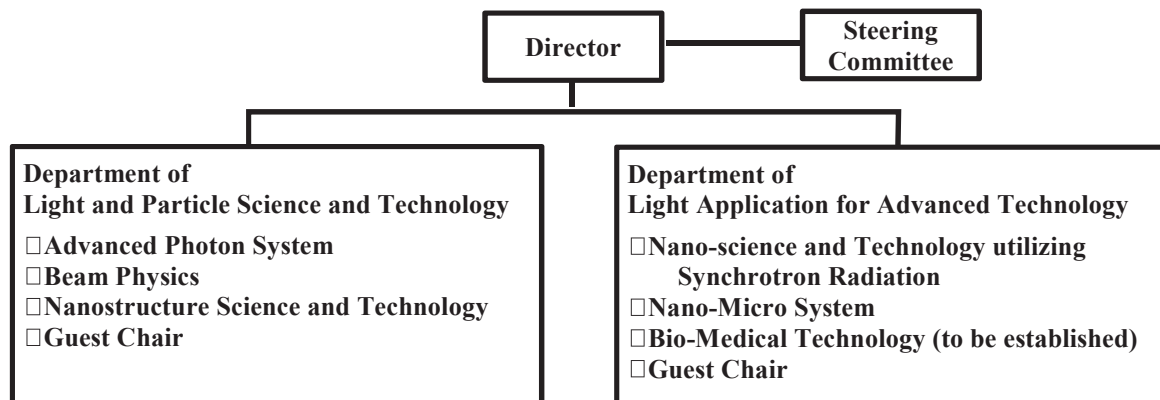 Director
Steering
Committee
Department of
Light and Particle Science and Technology
□Advanced Photon System
□Beam Physics
□Nanostructure Science and Technology
□Guest Chair
Department of
Light Application for Advanced Technology
□Nano-science and Technology utilizing
Synchrotron Radiation
□Nano-Micro System
□Bio-Medical Technology (to be established)
□Guest Chair